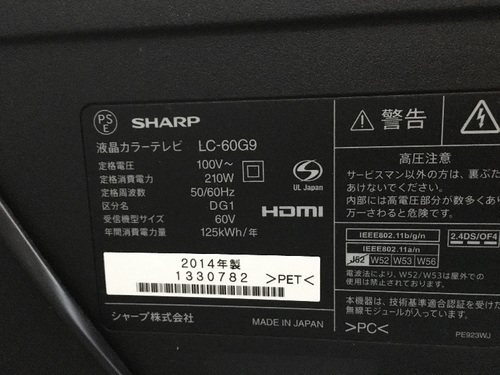 PS
E
SHARP
液晶カラーテレビ LC-60G9
定格電圧 100V～
定格消費電力 210W
定格周波数 50/60Hz
区分名 DG1
受信機型サイズ 60V
年間消費電力量 125kWh/年
UL Japan
HDMI
2014年製
1330782 >PET<
シャープ株式会社 MADE IN JAPAN
警告
高圧注意
サービスマン以外の方は、裏ぶた
あけないでください。
内部には高電圧部分が数多くあり
万一さわると危険です。
IEEE802.11b/g/n
IEEE802.11a/n
J52 W52 W53 W56
2.4DS/OF4
電波法により、W52/W53は屋外での
使用は禁止されております。
本機器は、技術基準適合認証を受けた
無線モジュールが入っています。
>PC<
PE923WJ